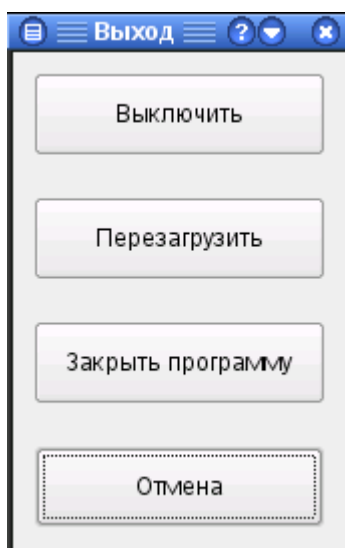 Выход
Выключить
Перезагрузить
Закрыть программу
Отмена